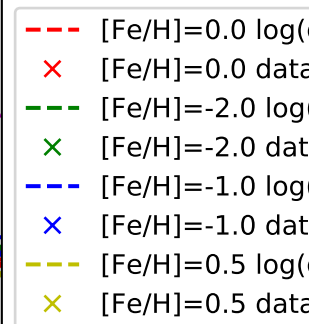 [Fe/H]=0.0 log(
[Fe/H]=0.0 data
[Fe/H]=-2.0 log(
[Fe/H]=-2.0 dat
[Fe/H]=-1.0 log(
[Fe/H]=-1.0 dat
[Fe/H]=0.5 log(
[Fe/H]=0.5 data